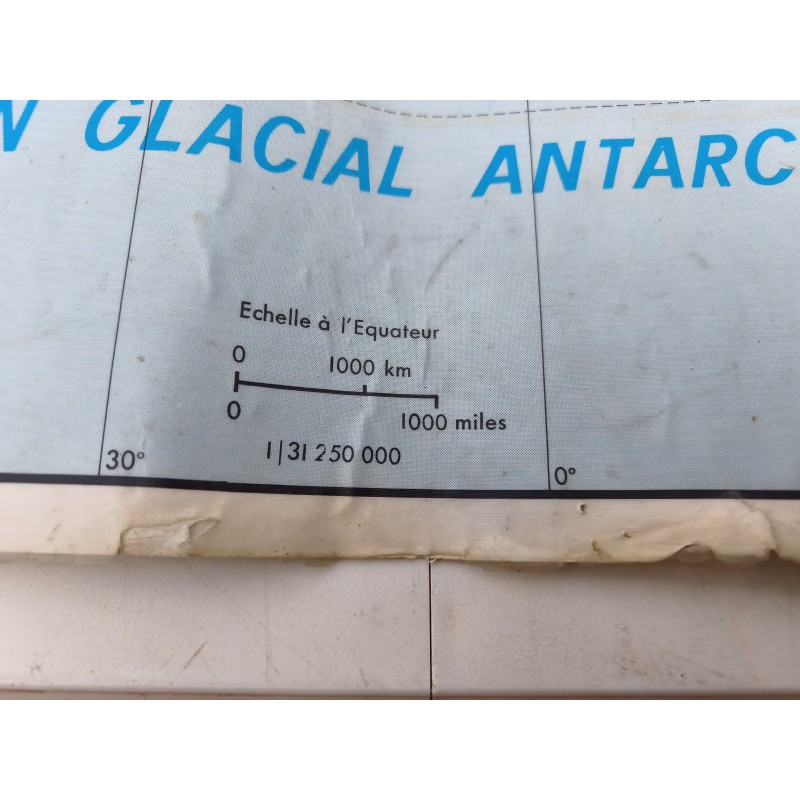 N GLACIAL ANTARC
Echelle à l'Equateur
0 1000 km
0 1000 miles
1|31 250 000
30° 0°